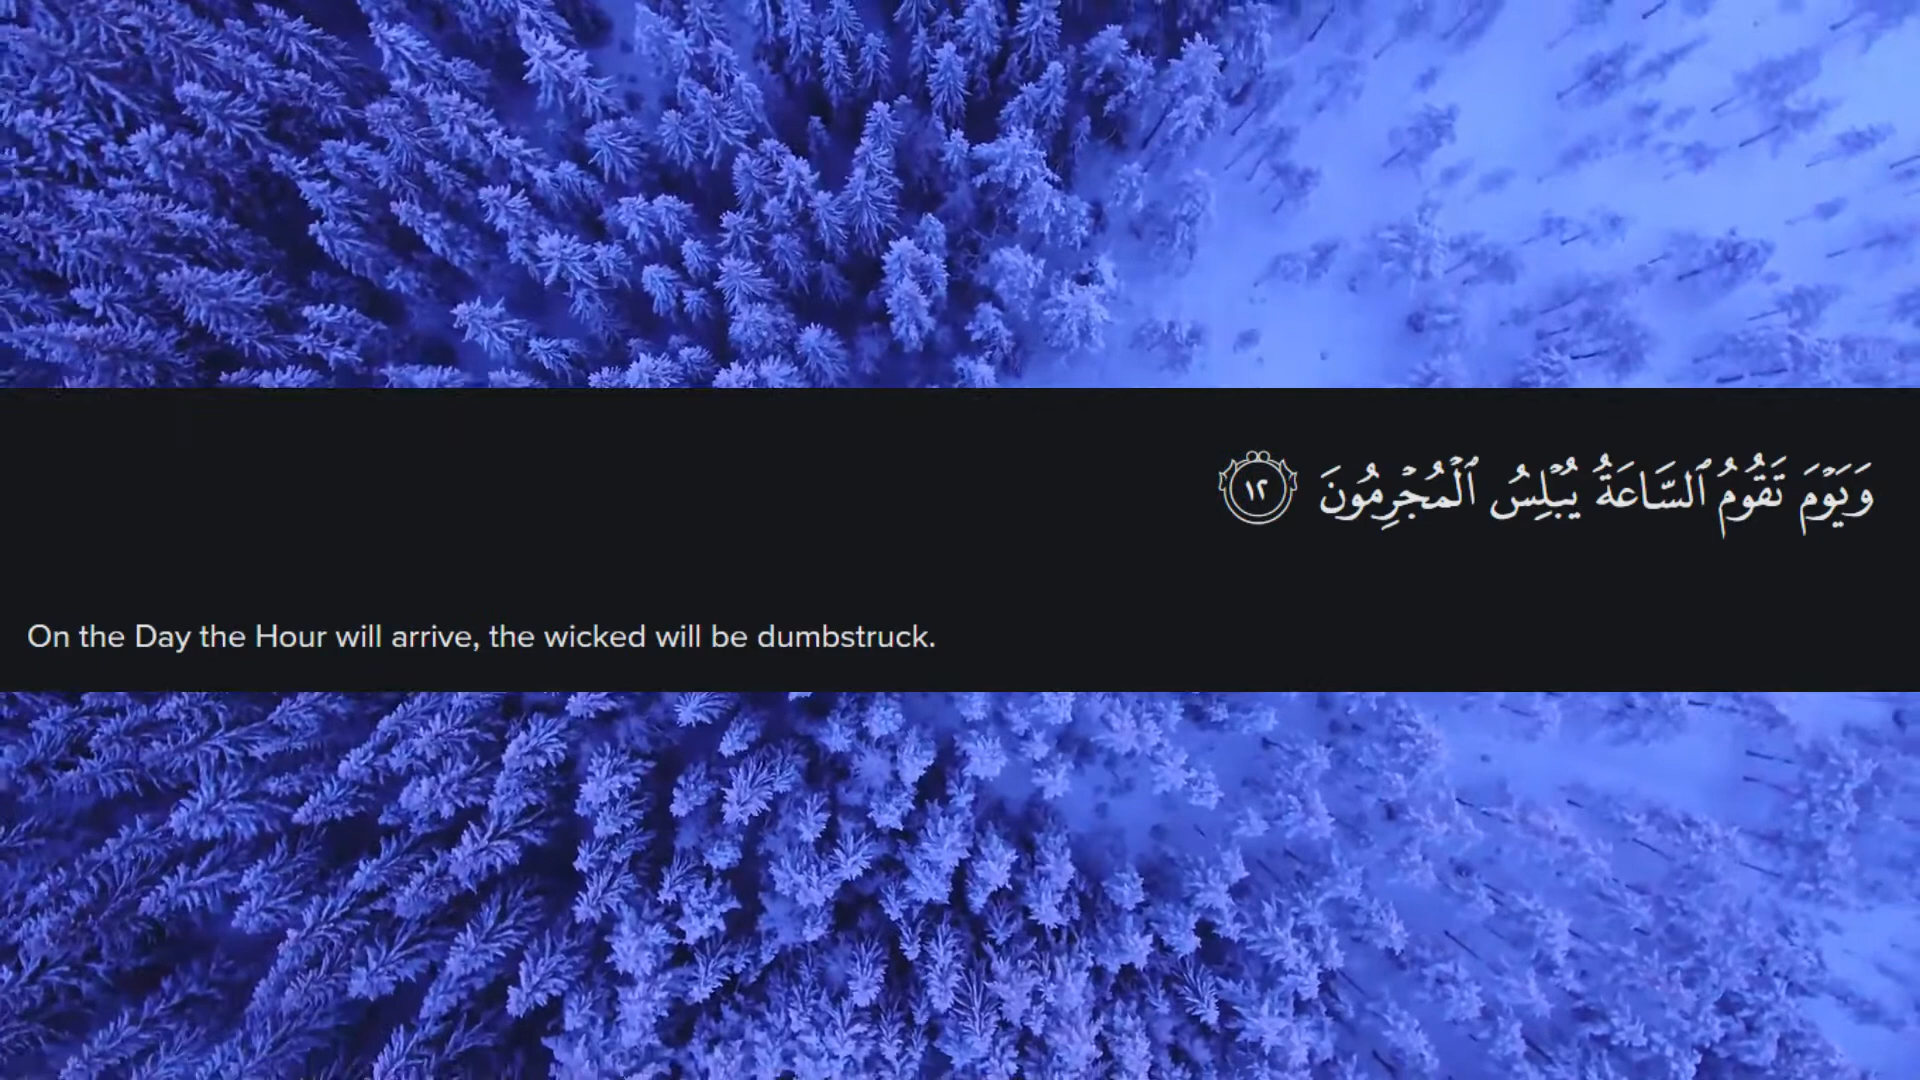 وَيَوۡمَ تَقُومُ ٱلسَّاعَةُ يُبۡلِسُ ٱلۡمُجۡرِمُونَ ١٢
On the Day the Hour will arrive, the wicked will be dumbstruck.